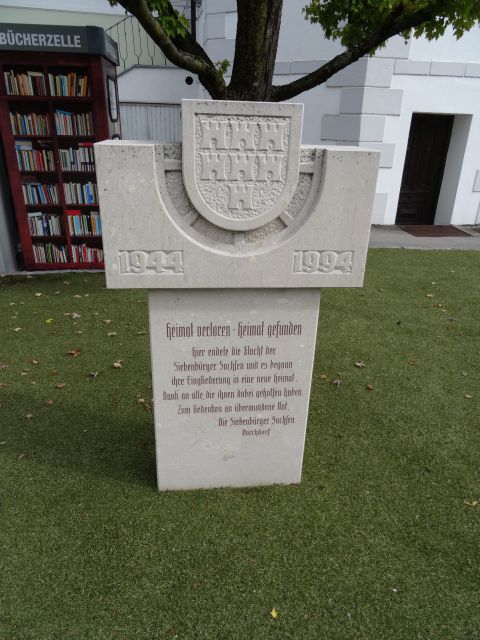 BÜCHERZELLE
1944 1994
Heimat verloren - Heimat gefunden
Hier endete die Flucht der
Siebenbürger Sachsen und es begann
ihre Eingliederung in eine neue Heimat.
Dank an alle, die ihnen dabei geholfen haben.
Zum Gedenken an überwundene Not.
Die Siebenbürger Sachsen
Dorchdorf